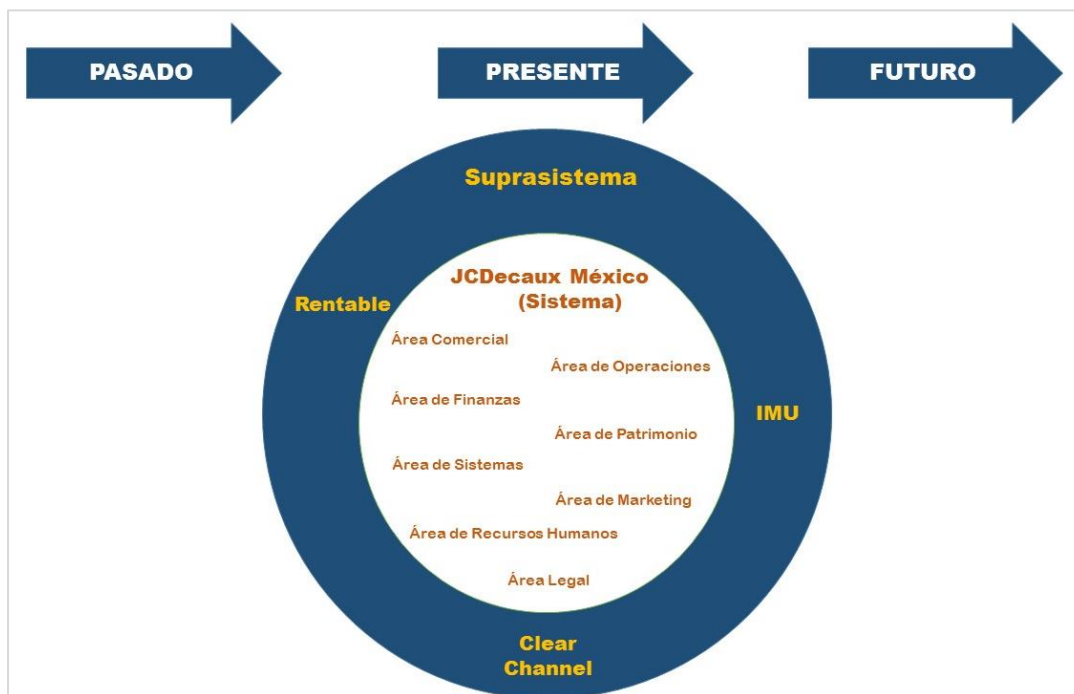 PASADO
PRESENTE
FUTURO
Suprasistema
JCDecaux México
(Sistema)
Rentable
Área Comercial
Área de Operaciones
Área de Finanzas
IMU
Área de Patrimonio
Área de Sistemas
Área de Marketing
Área de Recursos Humanos
Área Legal
Clear
Channel